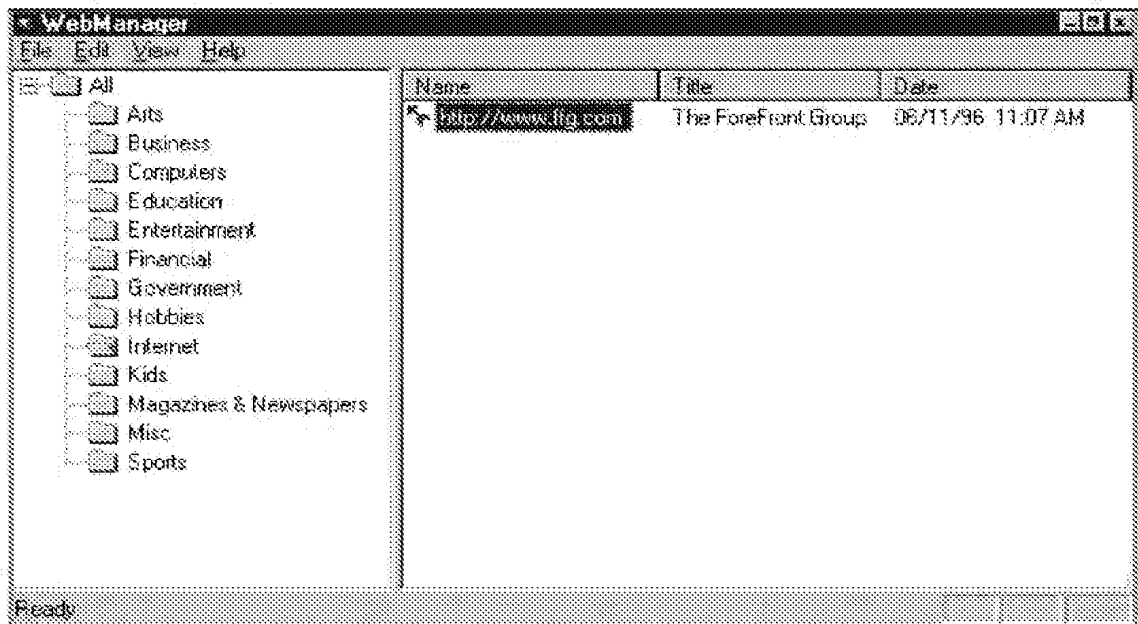 WebManager
File Edit View Help
All
Arts
Business
Computers
Education
Entertainment
Financial
Government
Hobbies
Internet
Kids
Magazines & Newspapers
Misc
Sports
Name Title Date
http://www.ffg.com The ForeFront Group 06/11/96 11:07 AM
Ready